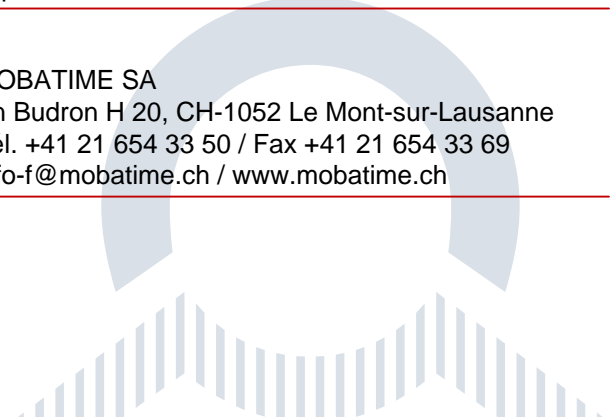 OBATIME SA
n Budron H 20, CH-1052 Le Mont-sur-Lausanne
él. +41 21 654 33 50 / Fax +41 21 654 33 69
fo-f@mobatime.ch / www.mobatime.ch